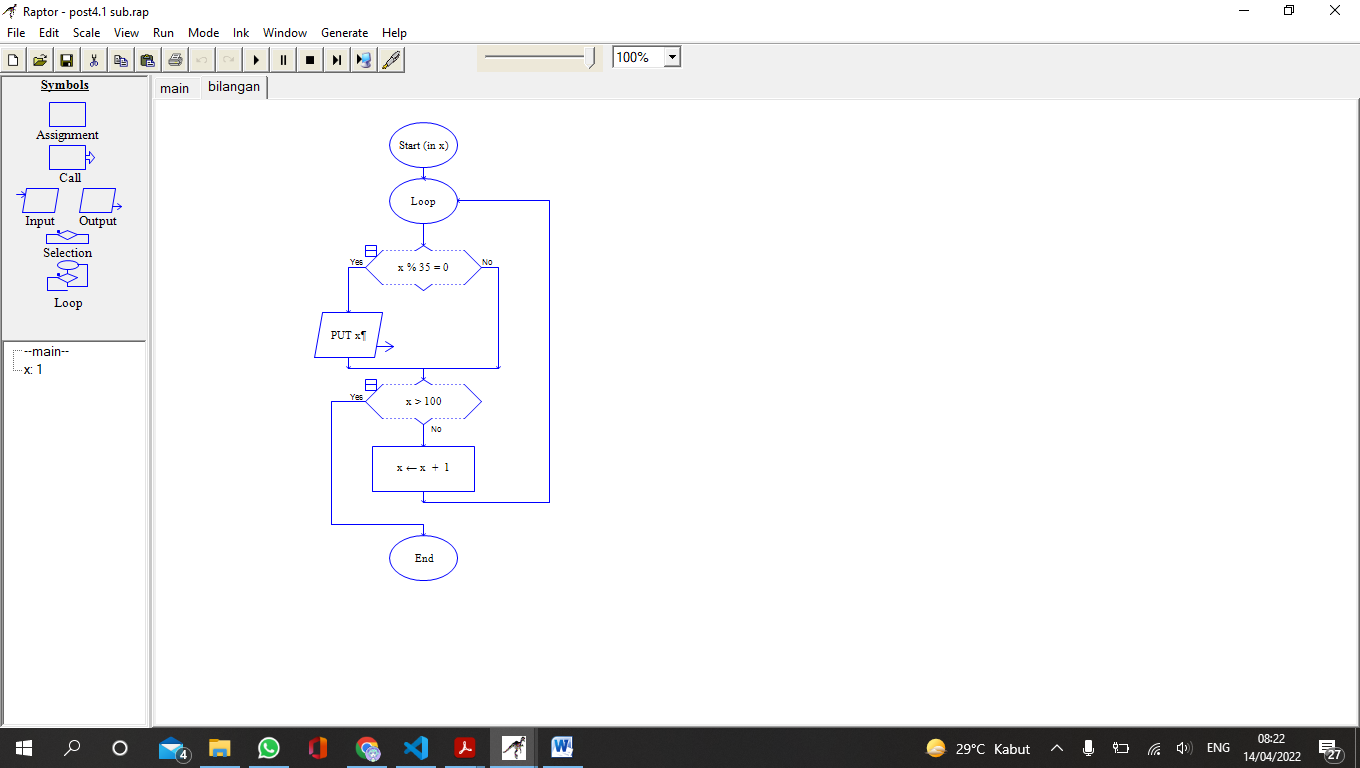 Raptor - post4.1 sub.rap
File Edit Scale View Run Mode Ink Window Generate Help
100%
Symbols
Assignment
Call
Input Output
Selection
Loop
--main--
x: 1
main bilangan
Start (in x)
Loop
Yes x % 35 = 0 No
PUT x¶
Yes x > 100
No
x ← x + 1
End
4
29°C Kabut
ENG
08:22
14/04/2022
27